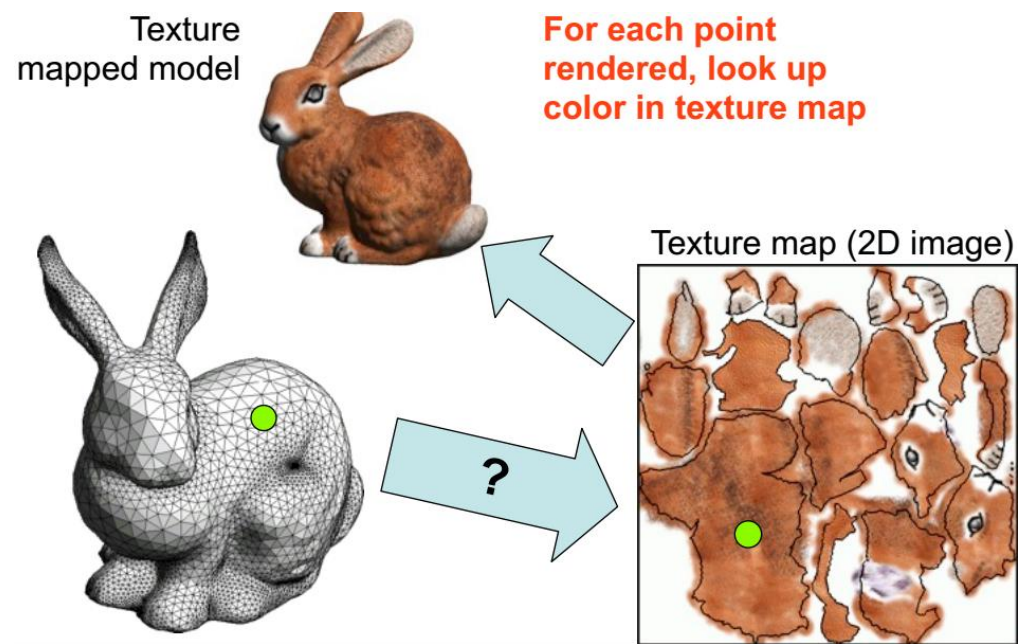 Texture
mapped model
For each point
rendered, look up
color in texture map
Texture map (2D image)
?